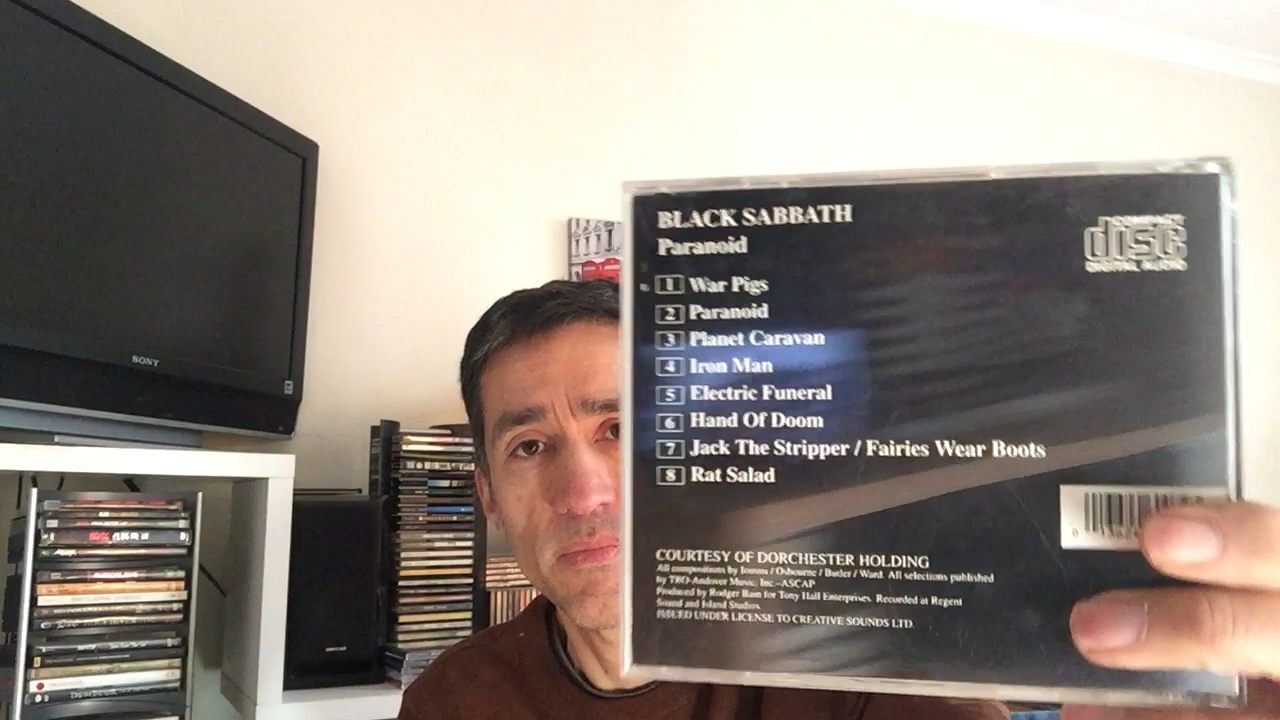 SONY
BLACK SABBATH
Paranoid
COMPACT
disc
DIGITAL AUDIO
1 War Pigs
2 Paranoid
3 Planet Caravan
4 Iron Man
5 Electric Funeral
6 Hand Of Doom
7 Jack The Stripper / Fairies Wear Boots
8 Rat Salad
COURTESY OF DORCHESTER HOLDING
All compositions by Iommi / Osbourne / Butler / Ward. All selections published
by TRO-Andover Music, Inc.–ASCAP
Produced by Rodger Bain for Tony Hall Enterprises. Recorded at Regent
Sound and Island Studios.
ISSUED UNDER LICENSE TO CREATIVE SOUNDS LTD.